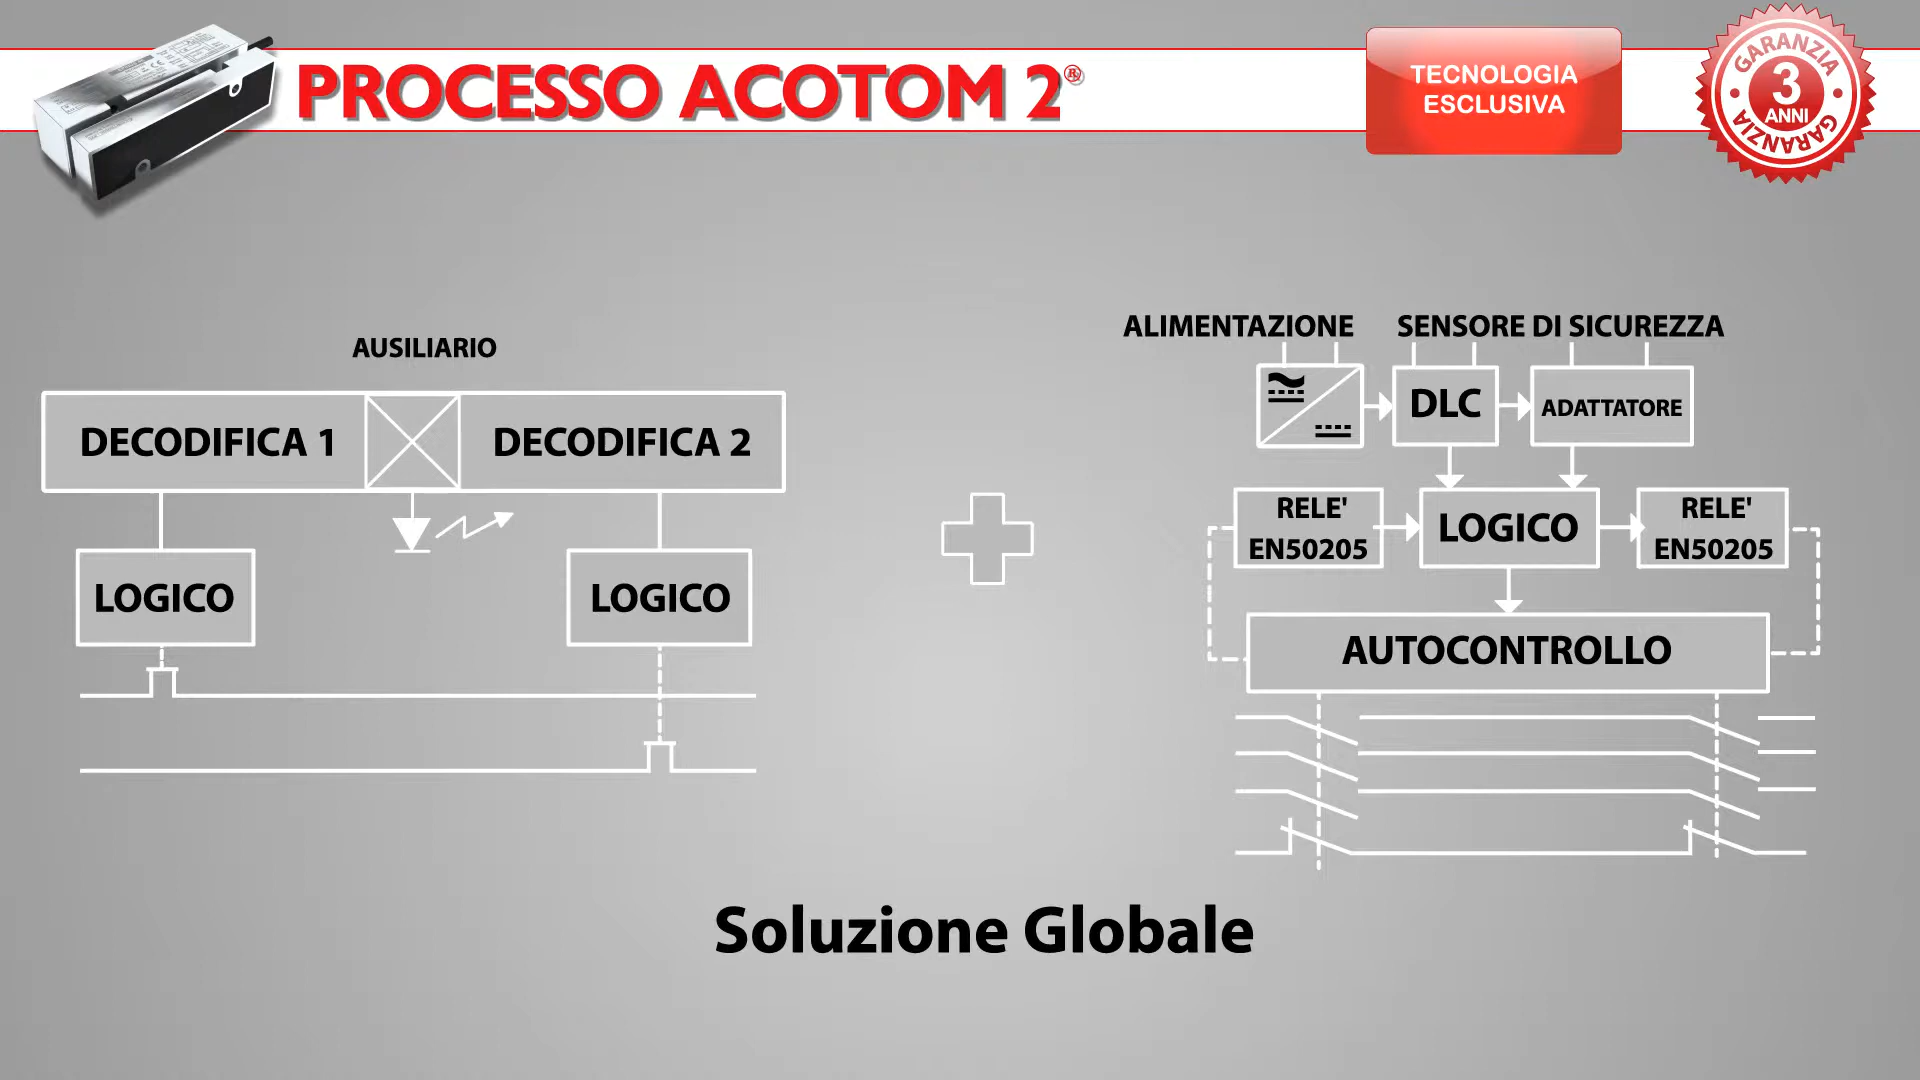 PROCESSO ACOTOM 2®
TECNOLOGIA
ESCLUSIVA
GARANZIA
3
ANNI
GARANZIA
AUSILIARIO
DECODIFICA 1
DECODIFICA 2
LOGICO
LOGICO
ALIMENTAZIONE
SENSORE DI SICUREZZA
DLC
ADATTATORE
RELE'
EN50205
LOGICO
RELE'
EN50205
AUTOCONTROLLO
Soluzione Globale